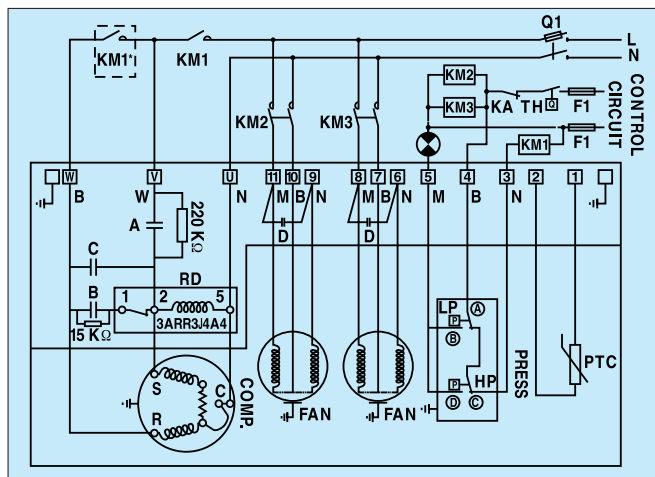 Q1
L
N
KM1*
KM1
KM2
KM3
KA TH Q F1
F1
KM1
KM2
KM3
CONTROL CIRCUIT
W V U 11 10 9 8 7 6 5 4 3 2 1
B W N M B N M B N M B N
A
220 KΩ
D
D
C
RD
B
1 2 5
15 KΩ
3ARR3J4A4
LP
P
A
B
S
C
R
COMP.
FAN
FAN
P
HP
D
C
PRESS
PTC